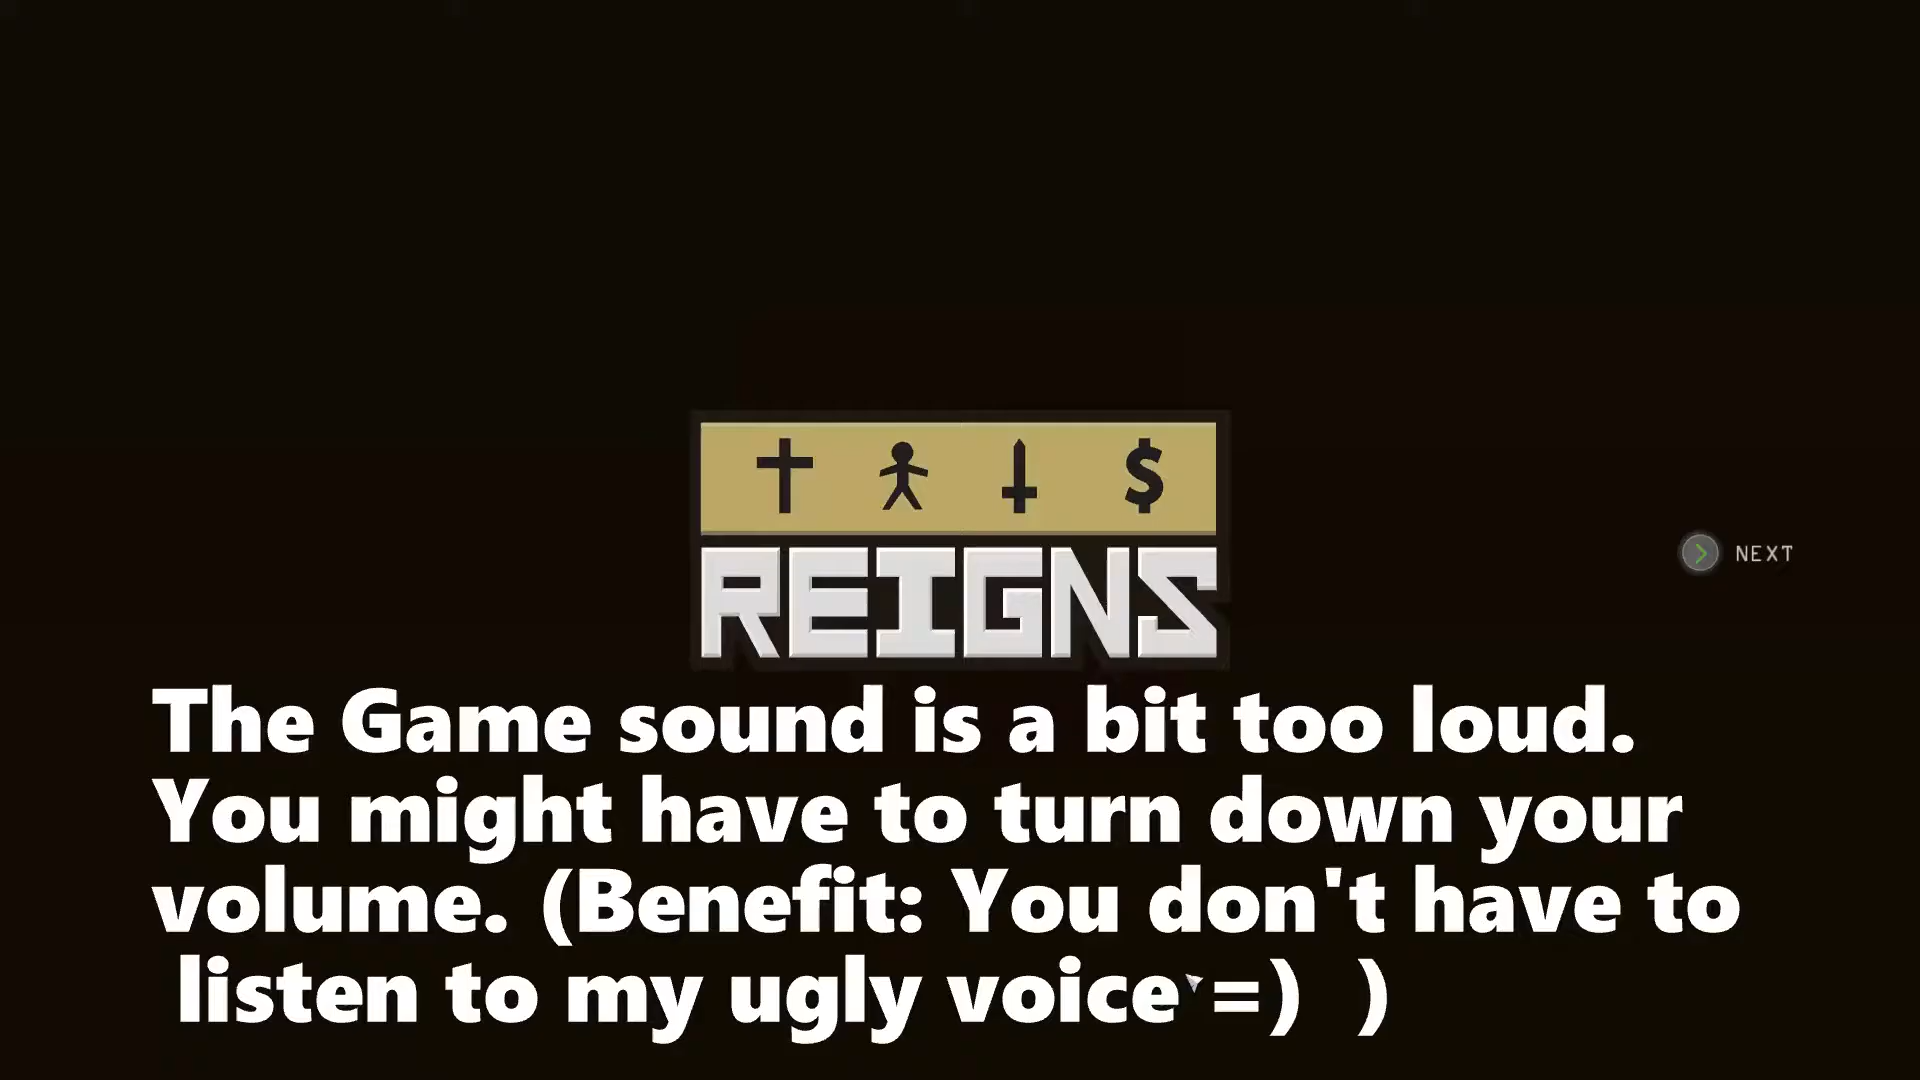 REIGNS
NEXT
The Game sound is a bit too loud.
You might have to turn down your
volume. (Benefit: You don't have to
listen to my ugly voice =) )